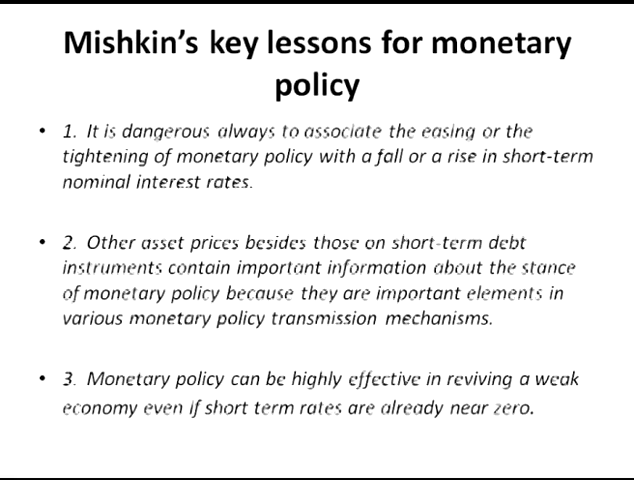 Mishkin's key lessons for monetary
policy
• 1. It is dangerous always to associate the easing or the
tightening of monetary policy with a fall or a rise in short-term
nominal interest rates.
• 2. Other asset prices besides those on short-term debt
instruments contain important information about the stance
of monetary policy because they are important elements in
various monetary policy transmission mechanisms.
• 3. Monetary policy can be highly effective in reviving a weak
economy even if short term rates are already near zero.